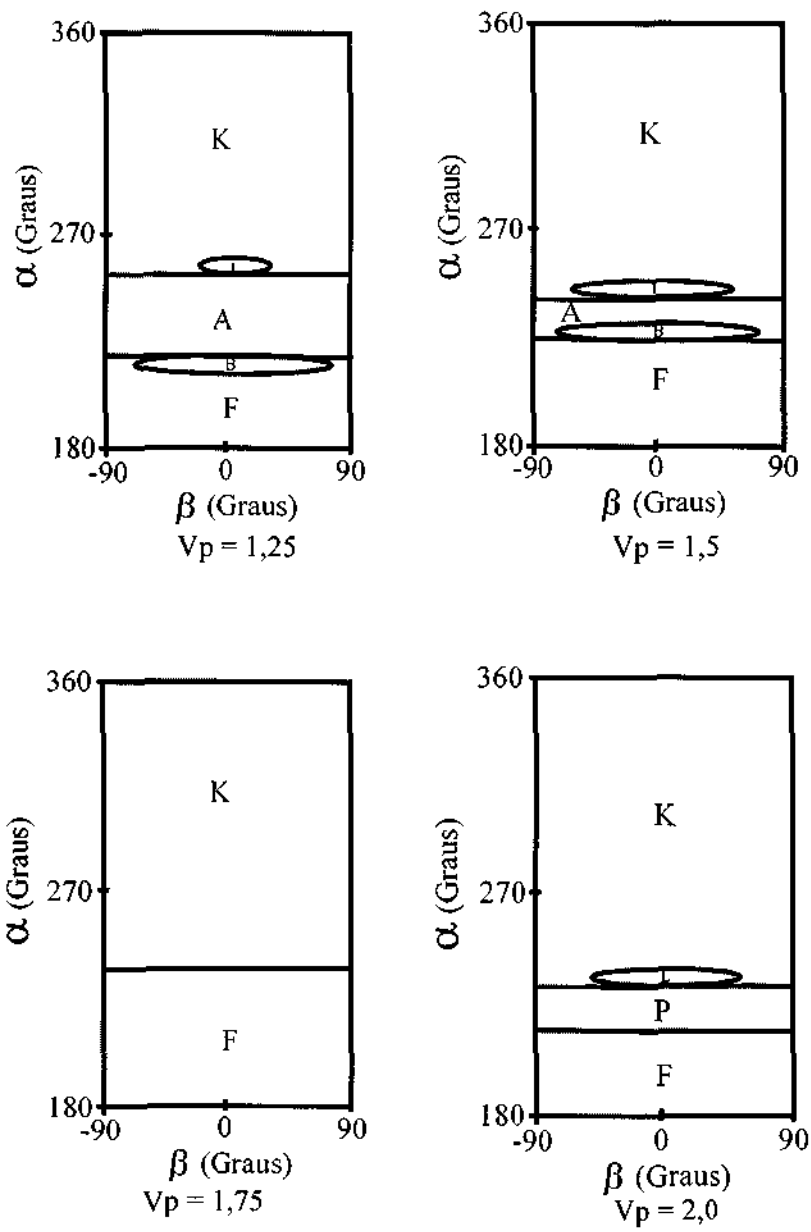 360
K
α (Graus)
270
I
A
B
F
180
-90 0 90
β (Graus)
Vp = 1,25
360
K
α (Graus)
270
I
A
B
F
180
-90 0 90
β (Graus)
Vp = 1,5
360
K
α (Graus)
270
F
180
-90 0 90
β (Graus)
Vp = 1,75
360
K
α (Graus)
270
P
F
180
-90 0 90
β (Graus)
Vp = 2,0